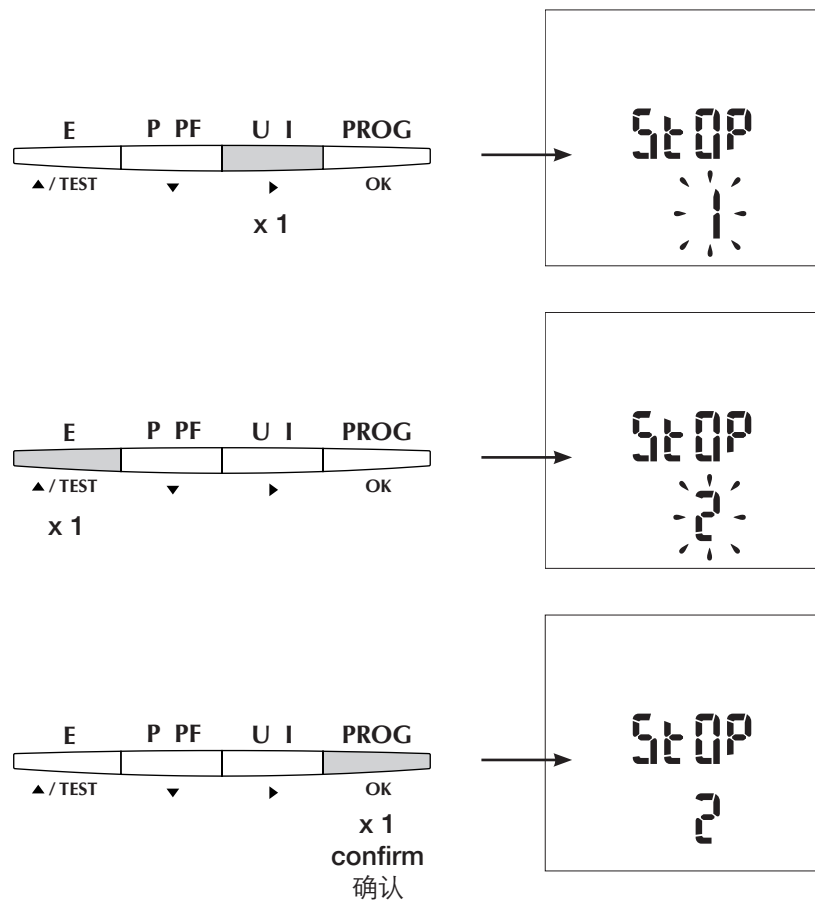 E P PF U I PROG
▲ / TEST ▼ ▶ OK
x 1
StOP
1
E P PF U I PROG
▲ / TEST ▼ ▶ OK
x 1
StOP
2
E P PF U I PROG
▲ / TEST ▼ ▶ OK
x 1
confirm
确认
StOP
2